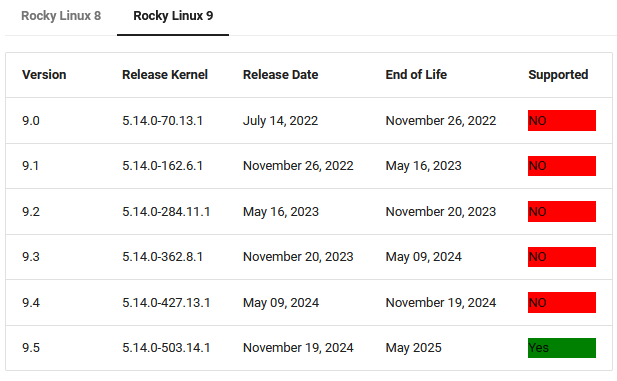 Rocky Linux 8 Rocky Linux 9
Version Release Kernel Release Date End of Life Supported
9.0 5.14.0-70.13.1 July 14, 2022 November 26, 2022 NO
9.1 5.14.0-162.6.1 November 26, 2022 May 16, 2023 NO
9.2 5.14.0-284.11.1 May 16, 2023 November 20, 2023 NO
9.3 5.14.0-362.8.1 November 20, 2023 May 09, 2024 NO
9.4 5.14.0-427.13.1 May 09, 2024 November 19, 2024 NO
9.5 5.14.0-503.14.1 November 19, 2024 May 2025 Yes